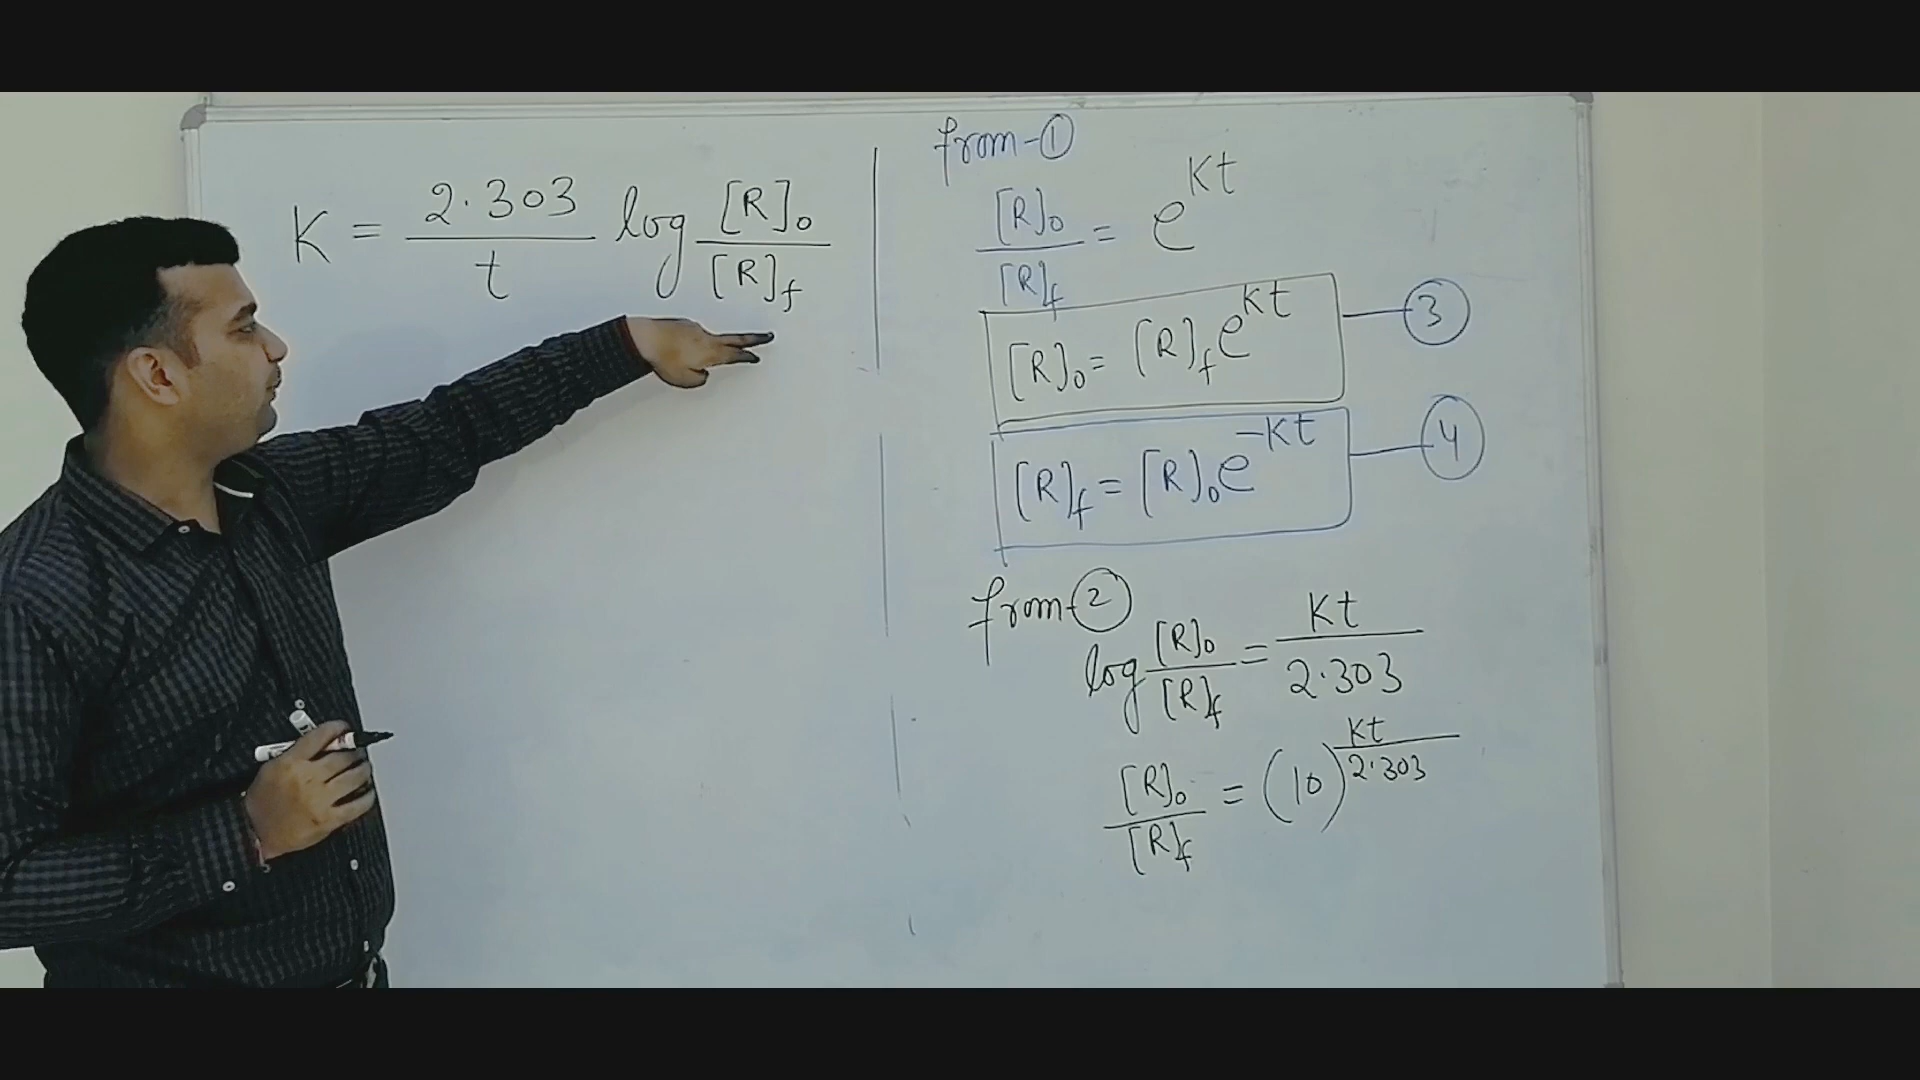 K = 2.303/t log [R]₀/[R]f
from-①
[R]₀/[R]f = e^Kt
[R]₀ = [R]f e^Kt — ③
[R]f = [R]₀ e^-Kt — ④
from-②
log [R]₀/[R]f = Kt/2.303
[R]₀/[R]f = (10)^Kt/2.303